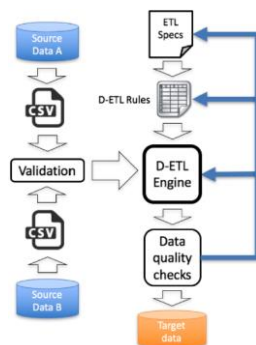 Source
Data A
CSV
Validation
CSV
Source
Data B
ETL
Specs
D-ETL Rules
D-ETL
Engine
Data
quality
checks
Target
data